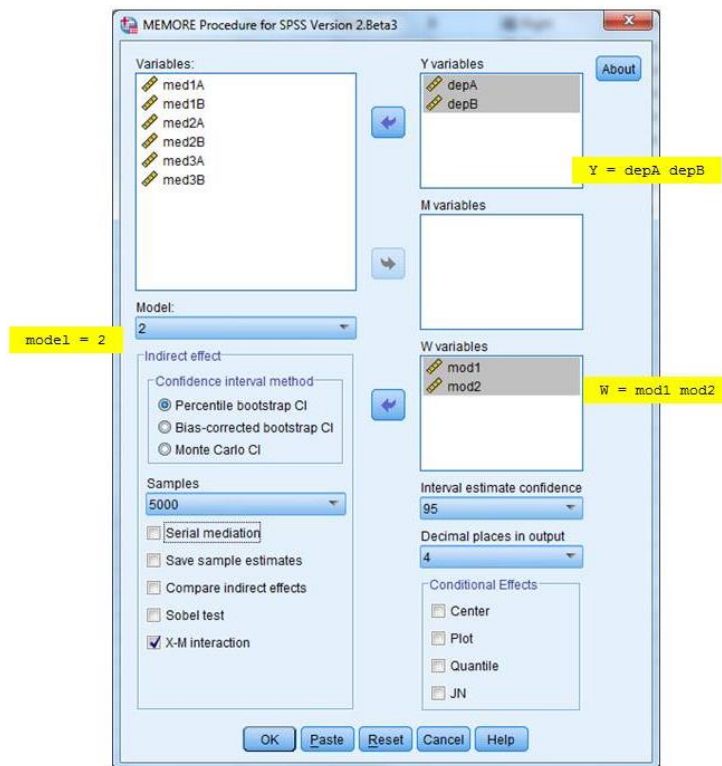 MEMORE Procedure for SPSS Version 2.Beta3
Variables:
med1A
med1B
med2A
med2B
med3A
med3B
Y variables
depA
depB
About
Y = depA depB
M variables
Model:
2
model = 2
W variables
mod1
mod2
W = mod1 mod2
Indirect effect
Confidence interval method
Percentile bootstrap CI
Bias-corrected bootstrap CI
Monte Carlo CI
Samples
5000
Serial mediation
Save sample estimates
Compare indirect effects
Sobel test
X-M interaction
Interval estimate confidence
95
Decimal places in output
4
Conditional Effects
Center
Plot
Quantile
JN
OK
Paste
Reset
Cancel
Help